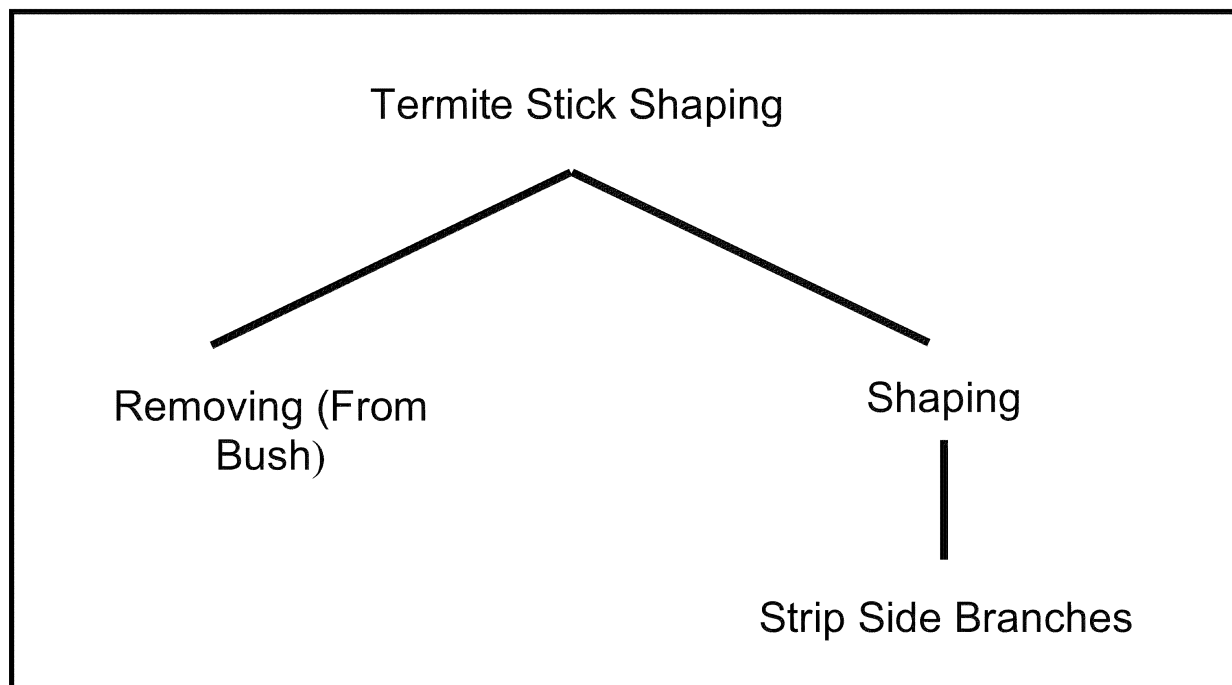 Termite Stick Shaping
Removing (From
Bush)
Shaping
Strip Side Branches